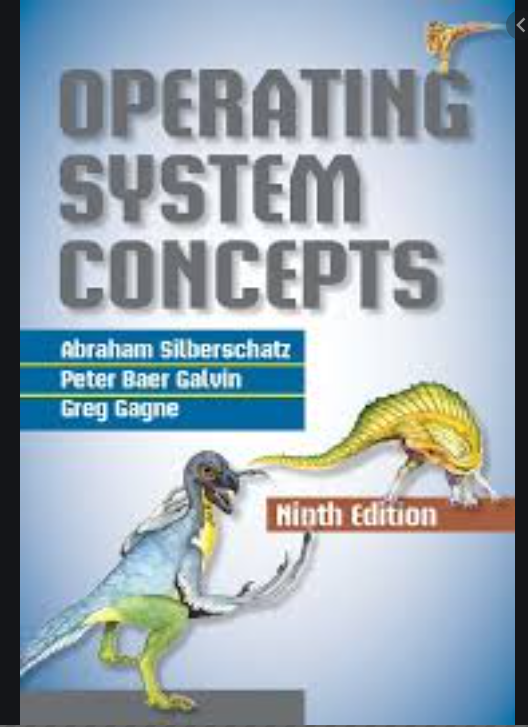 OPERATING
SYSTEM
CONCEPTS
Abraham Silberschatz
Peter Baer Galvin
Greg Gagne
Ninth Edition